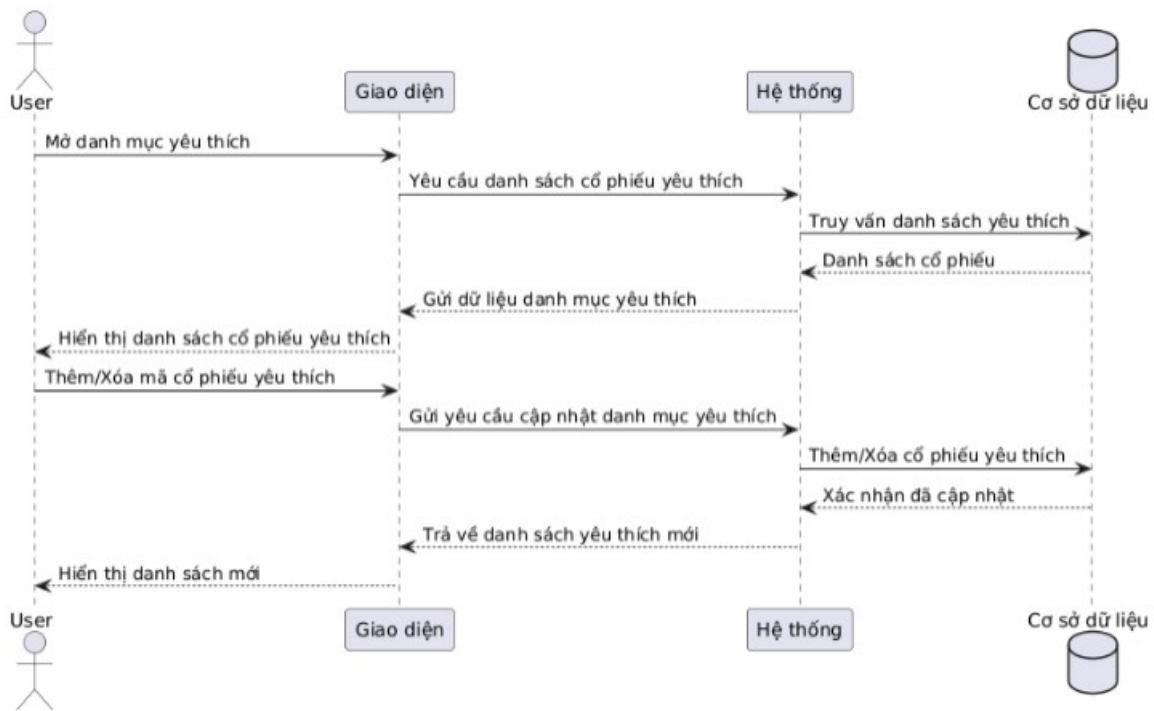 User
Giao diện
Hệ thống
Cơ sở dữ liệu
Mở danh mục yêu thích
Yêu cầu danh sách cổ phiếu yêu thích
Truy vấn danh sách yêu thích
Danh sách cổ phiếu
Gửi dữ liệu danh mục yêu thích
Hiển thị danh sách cổ phiếu yêu thích
Thêm/Xóa mã cổ phiếu yêu thích
Gửi yêu cầu cập nhật danh mục yêu thích
Thêm/Xóa cổ phiếu yêu thích
Xác nhận đã cập nhật
Trả về danh sách yêu thích mới
Hiển thị danh sách mới
User
Giao diện
Hệ thống
Cơ sở dữ liệu